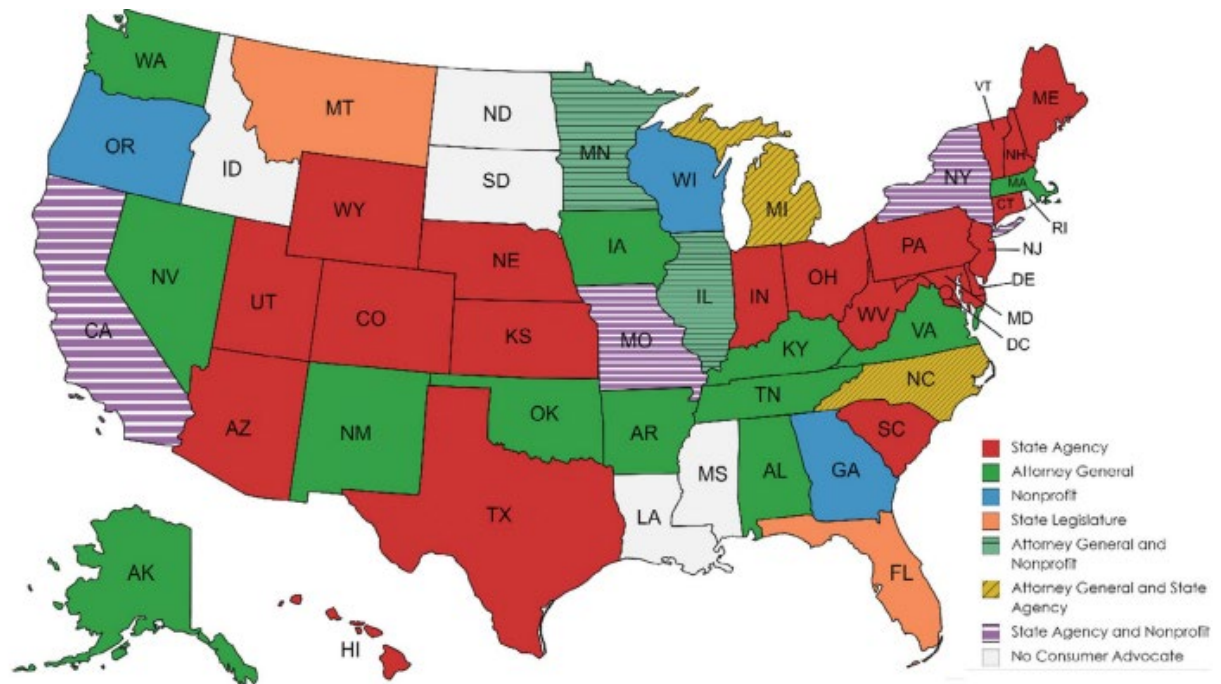 WA
MT
ND
MN
OR
ID
SD
WI
MI
VT
ME
NH
NY
MA
CT
RI
WY
IA
NE
PA
NJ
NV
UT
CO
KS
IL
IN
OH
DE
WV
MD
CA
MO
KY
VA
DC
AZ
NM
OK
AR
TN
NC
SC
MS
AL
GA
TX
LA
FL
AK
HI
State Agency
Attorney General
Nonprofit
State Legislature
Attorney General and
Nonprofit
Attorney General and State
Agency
State Agency and Nonprofit
No Consumer Advocate